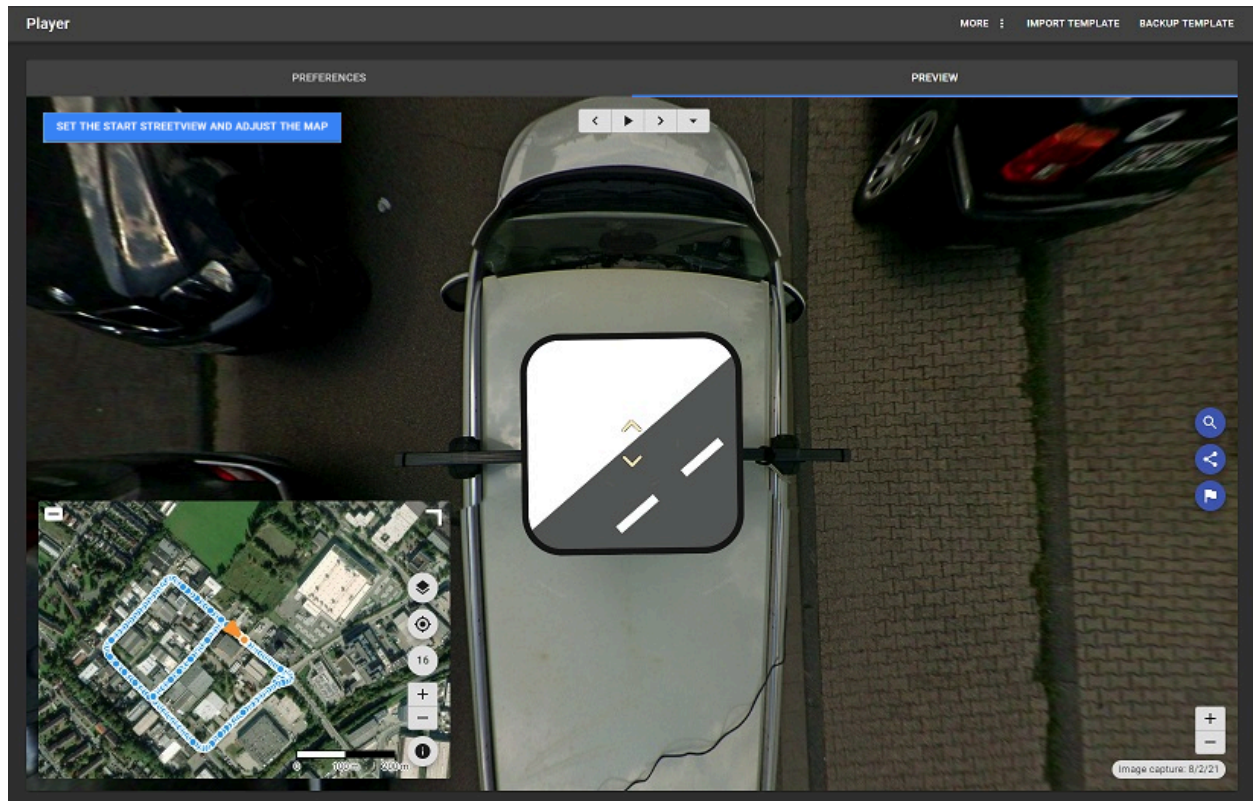 Player
MORE
IMPORT TEMPLATE
BACKUP TEMPLATE
PREFERENCES
PREVIEW
SET THE START STREETVIEW AND ADJUST THE MAP
16
+
−
0 100 m 200 m
+
−
Image capture: 8/2/21